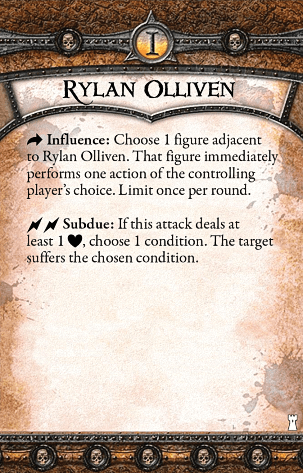 I
RYLAN OLLIVEN
Influence: Choose 1 figure adjacent
to Rylan Olliven. That figure immediately
performs one action of the controlling
player's choice. Limit once per round.
Subdue: If this attack deals at
least 1 ♥, choose 1 condition. The target
suffers the chosen condition.